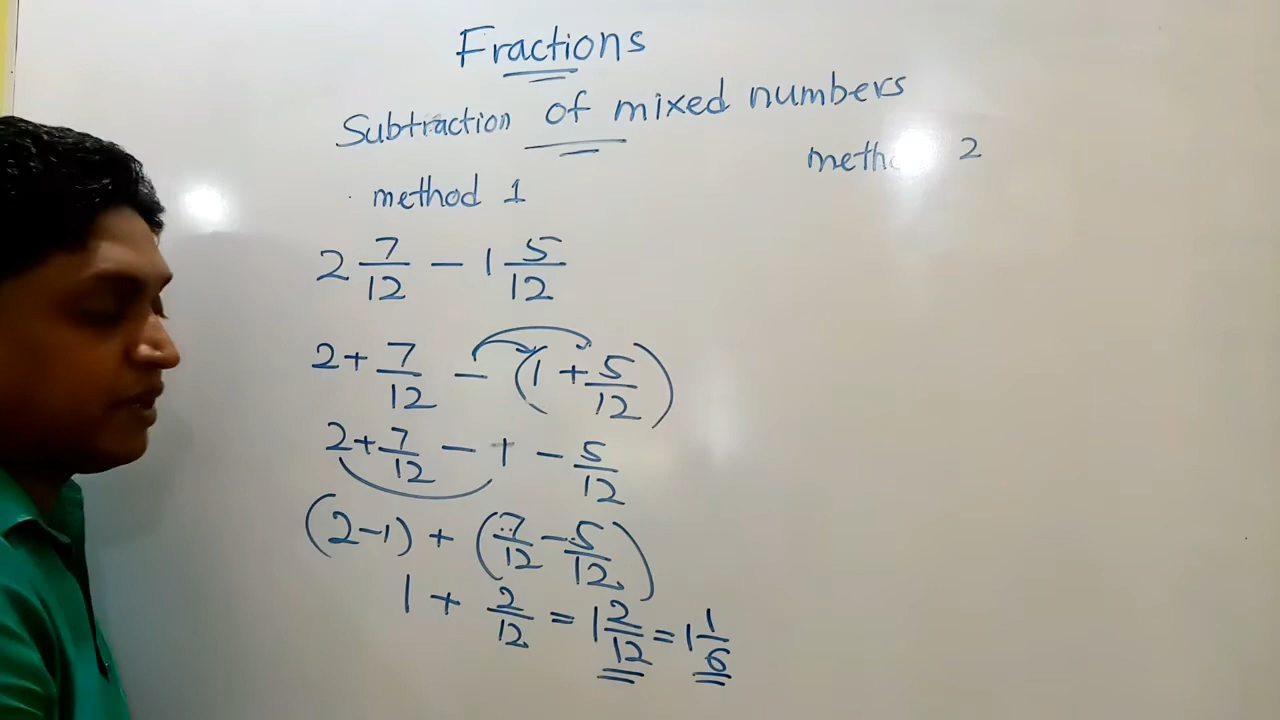 Fractions
Subtraction of mixed numbers
method 1
2 7/12 - 1 5/12
2 + 7/12 - (1 + 5/12)
2 + 7/12 - 1 - 5/12
(2-1) + (7/12 - 5/12)
1 + 2/12 = 1 2/12 = 1 1/6
2